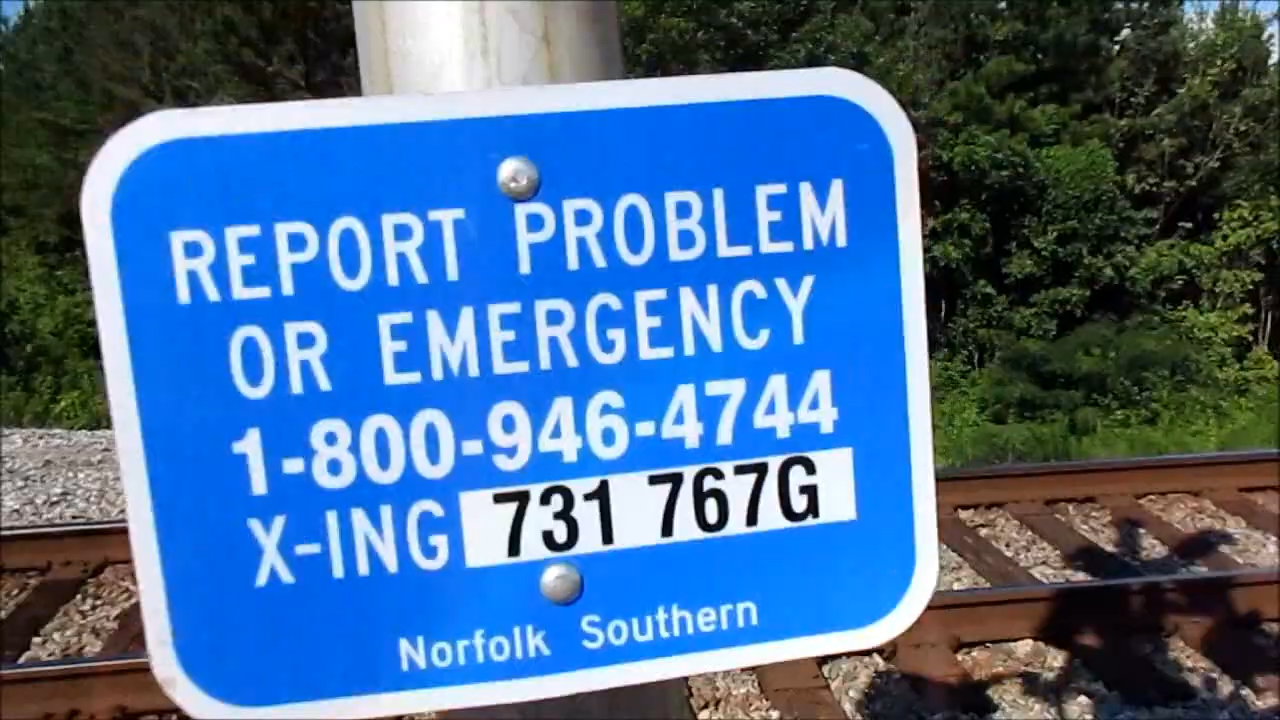 REPORT PROBLEM
OR EMERGENCY
1-800-946-4744
X-ING 731 767G
Norfolk Southern